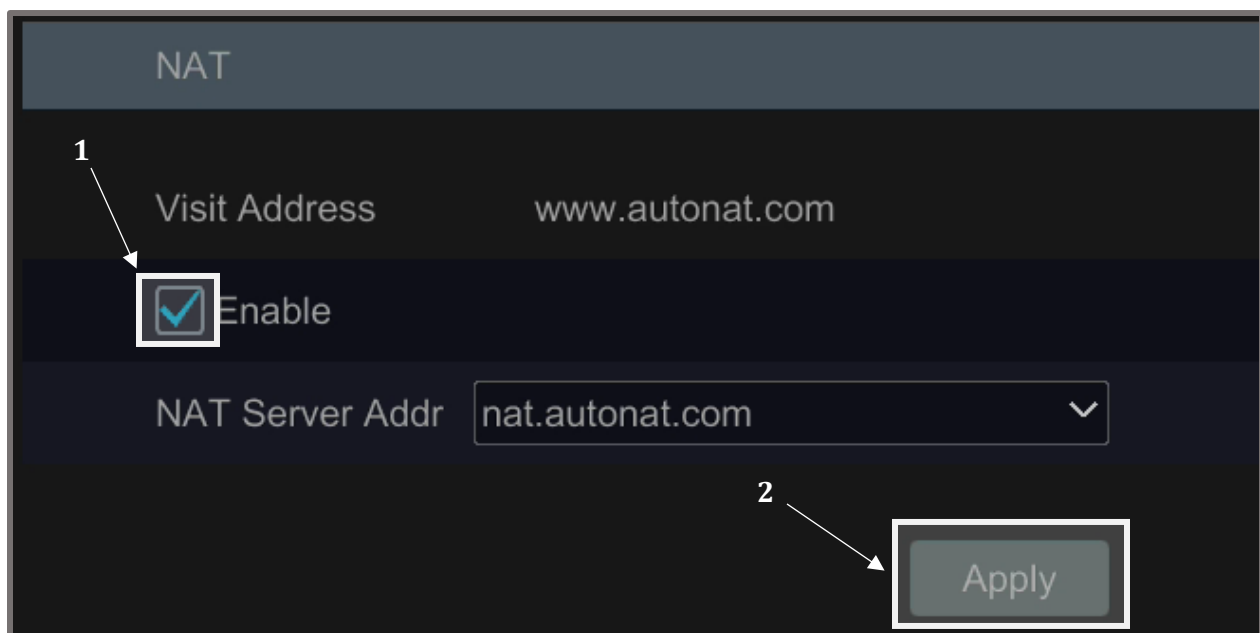 NAT
1
Visit Address www.autonat.com
Enable
NAT Server Addr nat.autonat.com
2
Apply